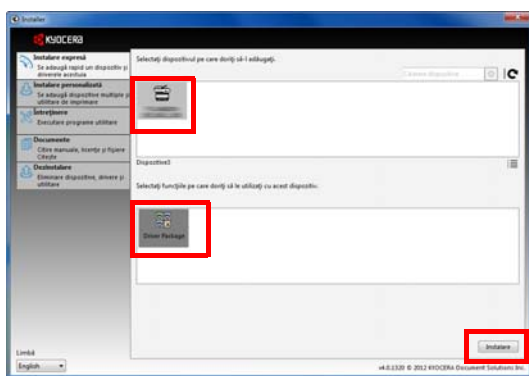 Installer
KYOCERA
Instalare expresă
Se adaugă rapid un dispozitiv și
driverele acestuia
Instalare personalizată
Se adaugă dispozitive multiple și
utilitare de imprimare
Întreținere
Executare programe utilitare
Documente
Citire manuale, licențe și fișiere
Citește
Dezinstalare
Eliminare dispozitive, drivere și
utilitare
Selectați dispozitivul pe care doriți să-l adăugați.
Căutare dispozitive
Dispozitive3
Selectați funcțiile pe care doriți să le utilizați cu acest dispozitiv.
Driver Package
Instalare
Limbă
English
v4.0.1320 © 2012 KYOCERA Document Solutions Inc.